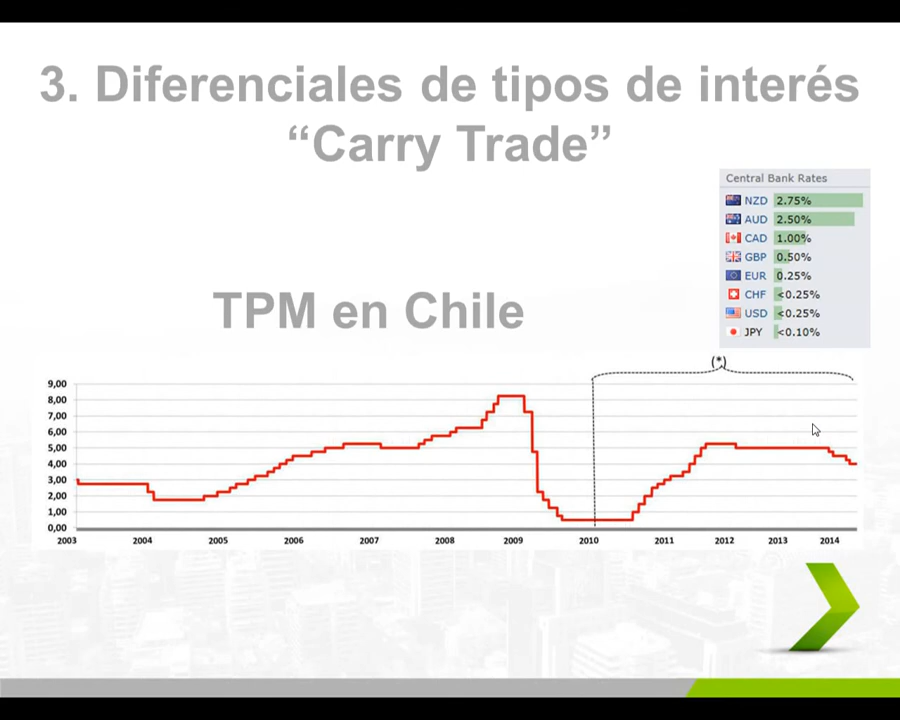 3. Diferenciales de tipos de interés
“Carry Trade”
Central Bank Rates
NZD 2.75%
AUD 2.50%
CAD 1.00%
GBP 0.50%
EUR 0.25%
CHF <0.25%
USD <0.25%
JPY <0.10%
TPM en Chile
(*)
9,00
8,00
7,00
6,00
5,00
4,00
3,00
2,00
1,00
0,00
2003 2004 2005 2006 2007 2008 2009 2010 2011 2012 2013 2014